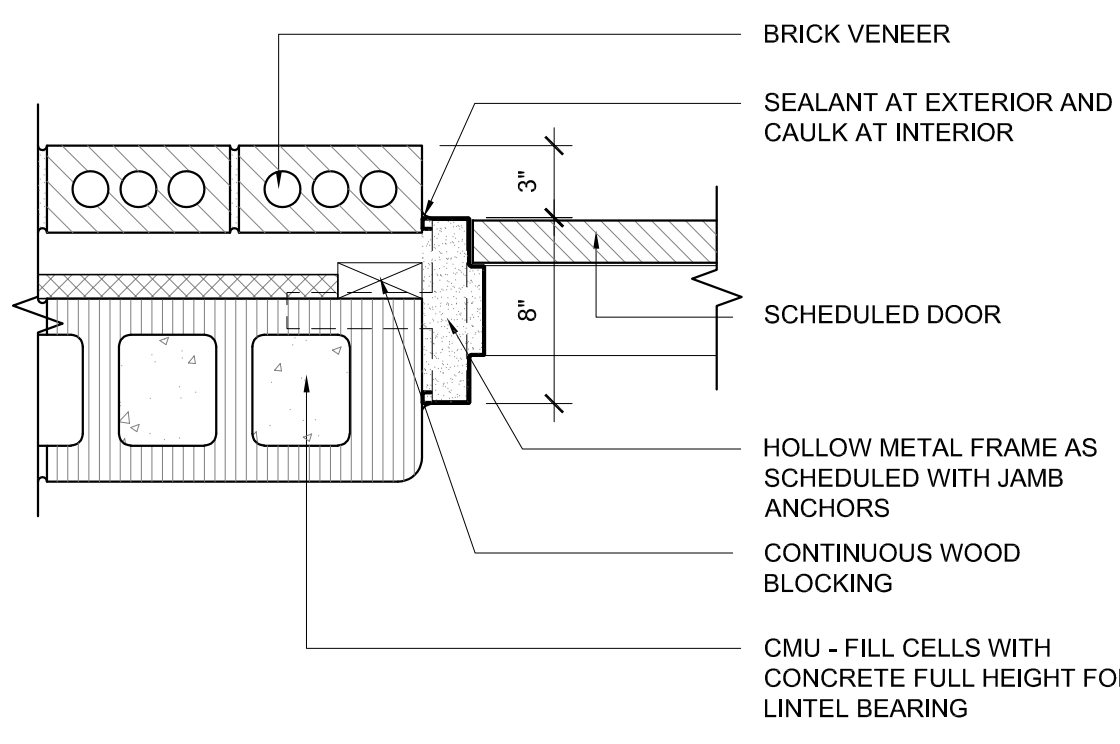 BRICK VENEER
SEALANT AT EXTERIOR AND
CAULK AT INTERIOR
3"
8"
SCHEDULED DOOR
HOLLOW METAL FRAME AS
SCHEDULED WITH JAMB
ANCHORS
CONTINUOUS WOOD
BLOCKING
CMU - FILL CELLS WITH
CONCRETE FULL HEIGHT FO
LINTEL BEARING